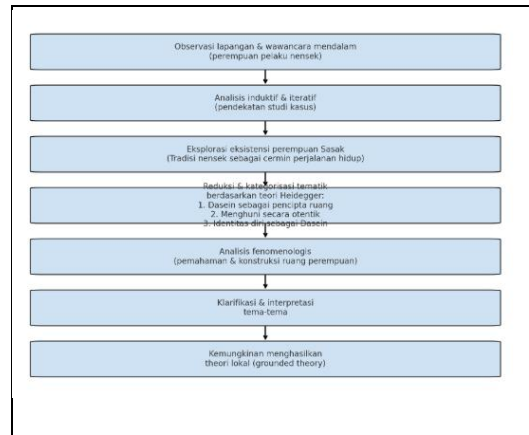 Observasi lapangan & wawancara mendalam
(perempuan pelaku nensek)
Analisis induktif & iteratif
(pendekatan studi kasus)
Eksplorasi eksistensi perempuan Sasak
(Tradisi nensek sebagai cermin perjalanan hidup)
Reduksi & kategorisasi tematik
berdasarkan teori Heidegger:
1. Dasein sebagai pencipta ruang
2. Menghuni secara otentik
3. Identitas diri sebagai Dasein
Analisis fenomenologis
(pemahaman & konstruksi ruang perempuan)
Klarifikasi & interpretasi
tema-tema
Kemungkinan menghasilkan
theori lokal (grounded theory)